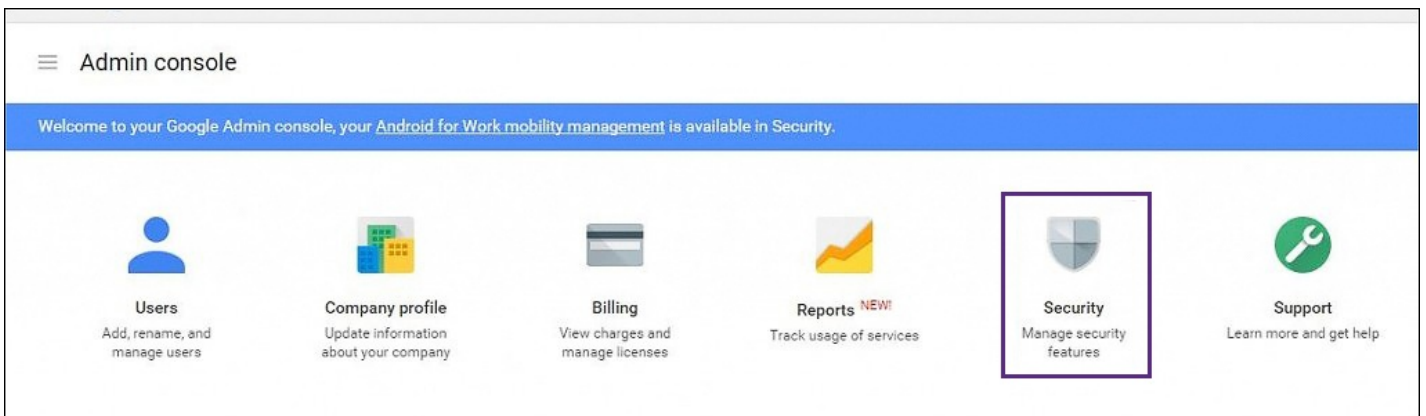 Admin console
Welcome to your Google Admin console, your Android for Work mobility management is available in Security.
Users
Add, rename, and
manage users
Company profile
Update information
about your company
Billing
View charges and
manage licenses
Reports NEW!
Track usage of services
Security
Manage security
features
Support
Learn more and get help